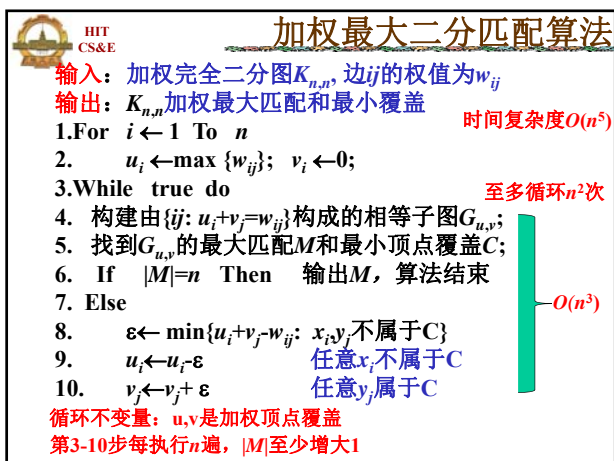 HIT
CS&E
加权最大二分匹配算法
输入：加权完全二分图Kn,n, 边ij的权值为wij
输出：Kn,n加权最大匹配和最小覆盖
时间复杂度O(n⁵)
1.For i←1 To n
2. ui←max {wij}; vi←0;
3.While true do
至多循环n²次
4. 构建由{ij: ui+vj=wij}构成的相等子图Gu,v;
5. 找到Gu,v的最大匹配M和最小顶点覆盖C;
6. If |M|=n Then 输出M，算法结束
7. Else
O(n³)
8. ε← min{ui+vj-wij: xi,yj不属于C}
9. ui←ui-ε 任意xi不属于C
10. vj←vj+ ε 任意yj属于C
循环不变量：u,v是加权顶点覆盖
第3-10步每执行n遍，|M|至少增大1